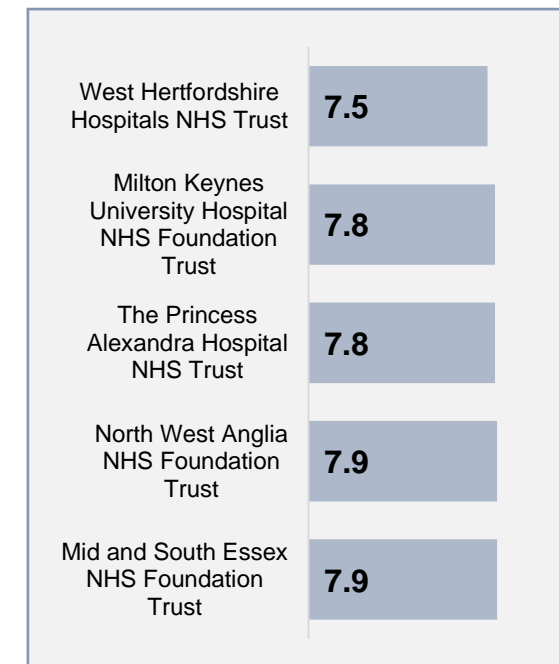 West Hertfordshire
Hospitals NHS Trust
7.5
Milton Keynes
University Hospital
NHS Foundation
Trust
7.8
The Princess
Alexandra Hospital
NHS Trust
7.8
North West Anglia
NHS Foundation
Trust
7.9
Mid and South Essex
NHS Foundation
Trust
7.9